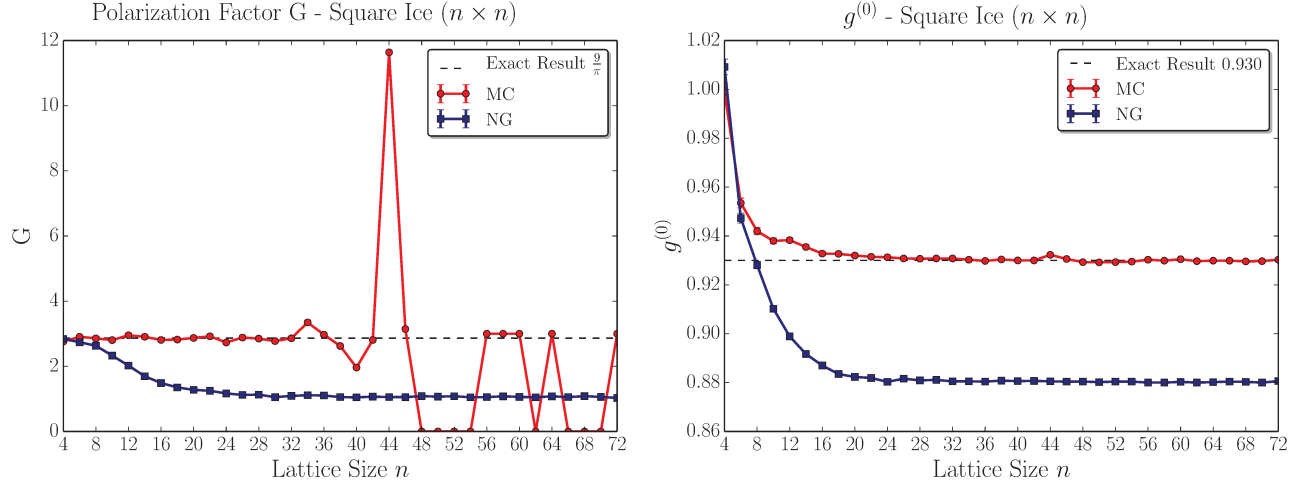 Polarization Factor G - Square Ice (n × n)
12
10
8
6
4
2
0
4 8 12 16 20 24 28 32 36 40 44 48 52 56 60 64 68 72
G
Lattice Size n
Exact Result 9/π
MC
NG
g⁽⁰⁾ - Square Ice (n × n)
1.02
1.00
0.98
0.96
0.94
0.92
0.90
0.88
0.86
4 8 12 16 20 24 28 32 36 40 44 48 52 56 60 64 68 72
g⁽⁰⁾
Lattice Size n
Exact Result 0.930
MC
NG